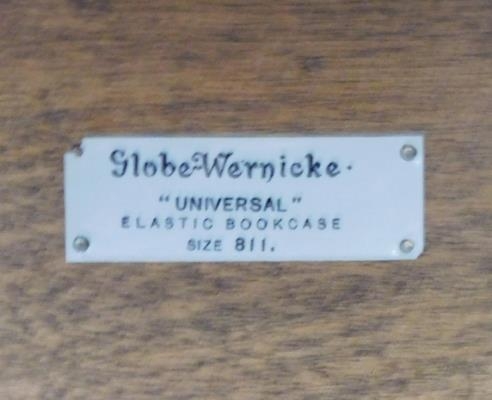 Globe-Wernicke.
"UNIVERSAL"
ELASTIC BOOKCASE
SIZE 811.